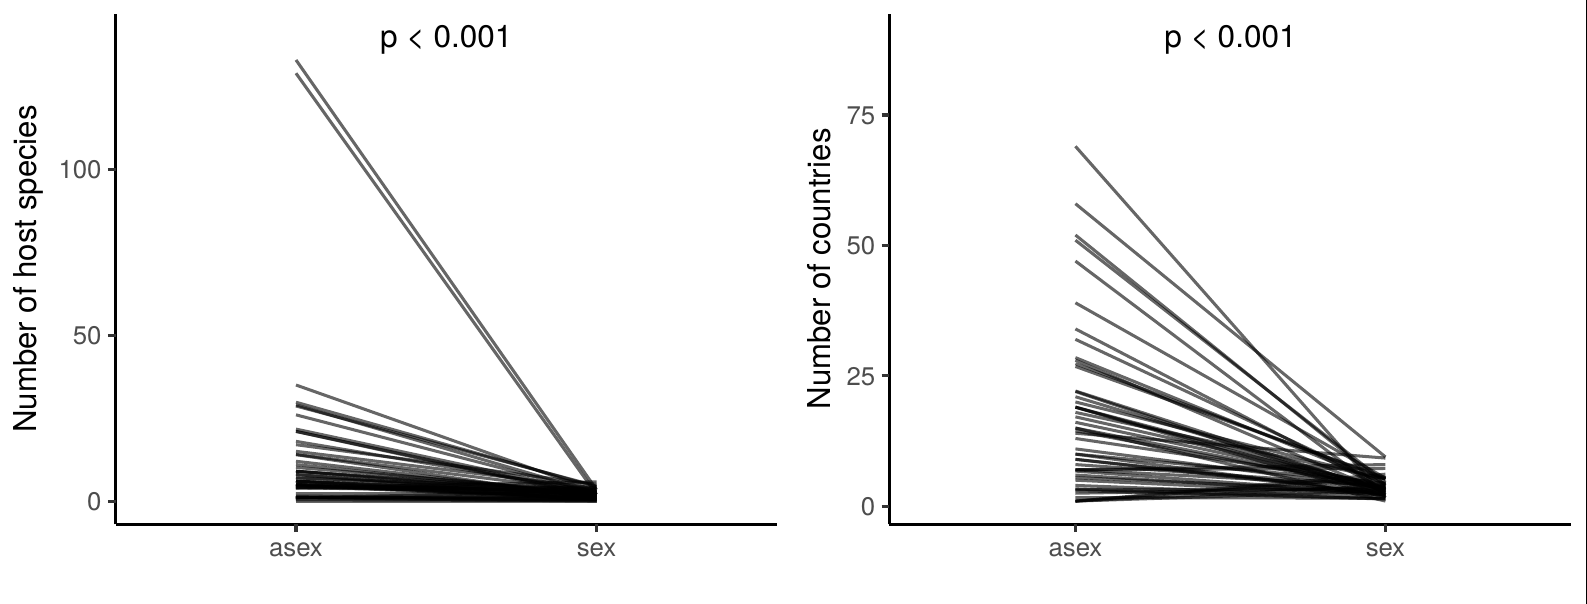 p < 0.001
Number of host species
100
50
0
asex
sex
p < 0.001
Number of countries
75
50
25
0
asex
sex